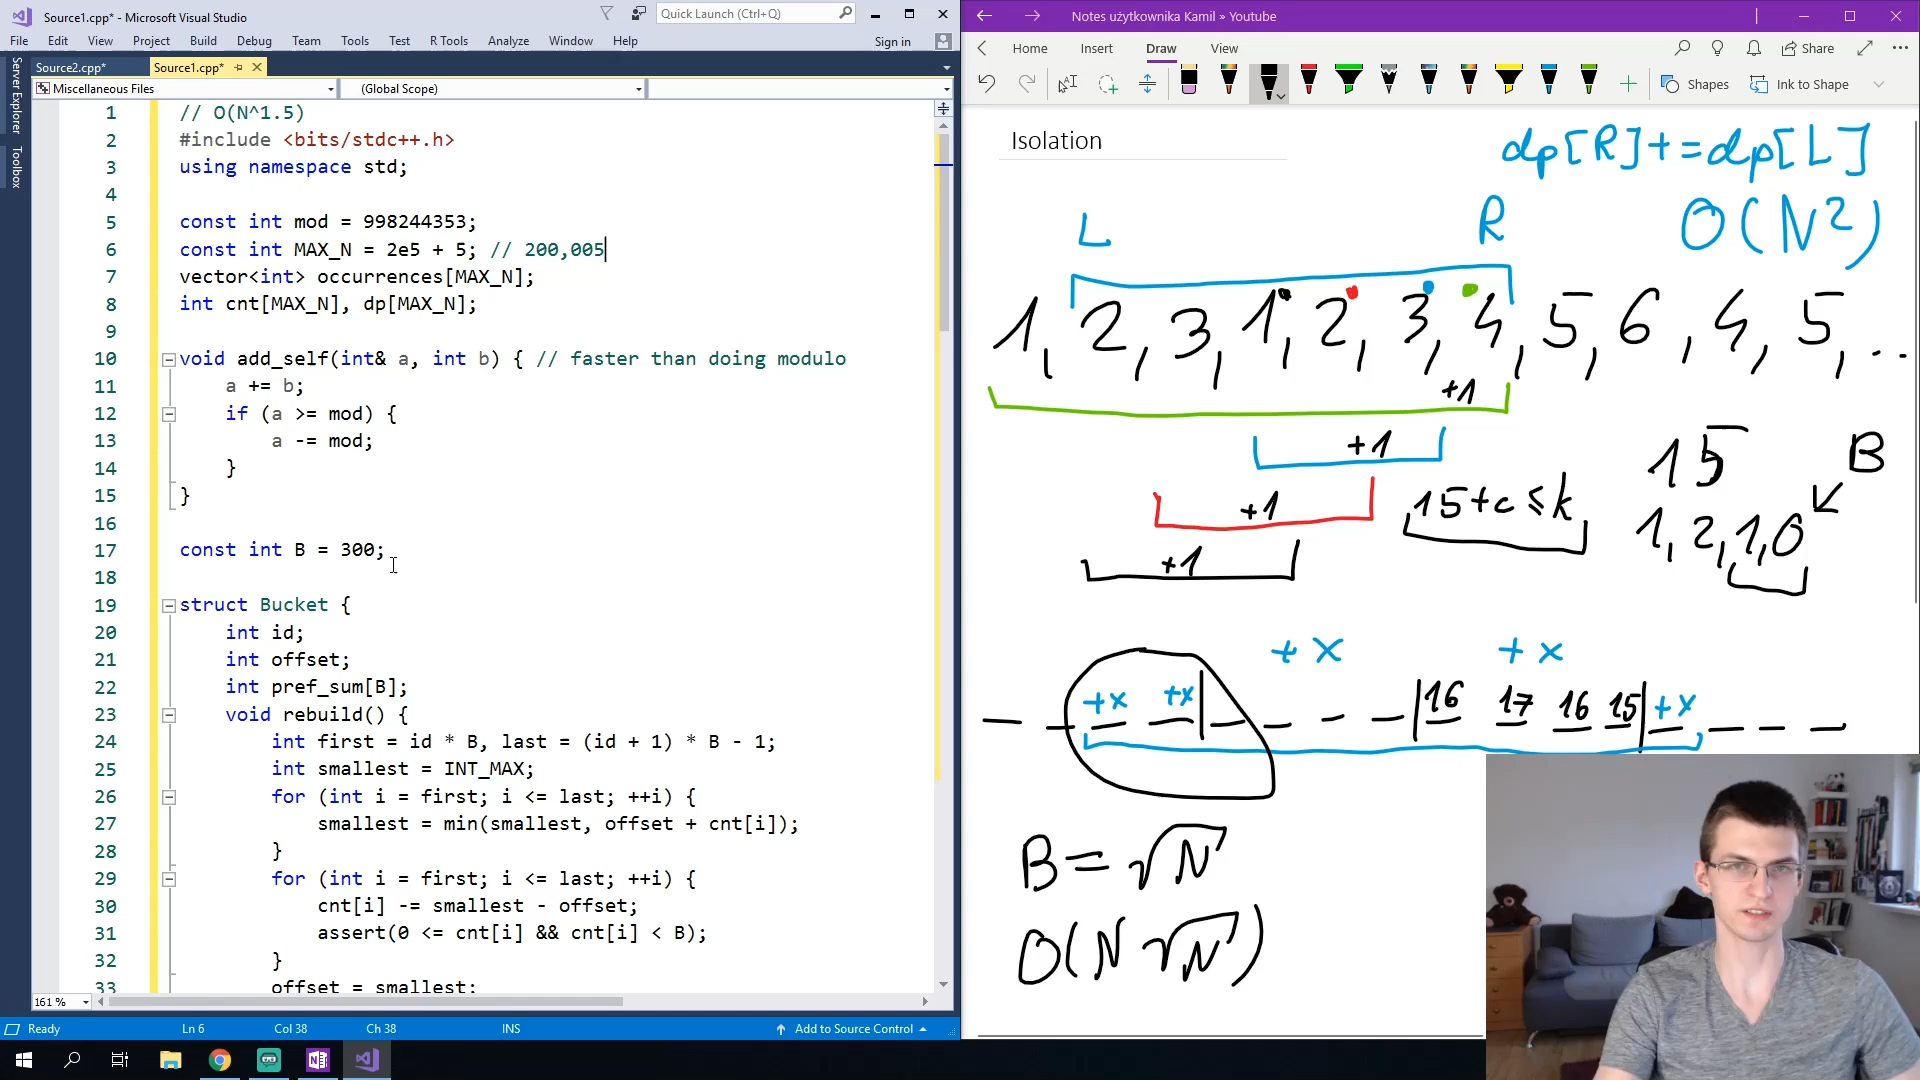 Source1.cpp* - Microsoft Visual Studio
Quick Launch (Ctrl+Q)
File Edit View Project Build Debug Team Tools Test R Tools Analyze Window Help
Sign in
Server Explorer
Toolbox
Source2.cpp*
Source1.cpp*
Miscellaneous Files
(Global Scope)
1 // O(N^1.5)
2 #include <bits/stdc++.h>
3 using namespace std;
4
5 const int mod = 998244353;
6 const int MAX_N = 2e5 + 5; // 200,005
7 vector<int> occurrences[MAX_N];
8 int cnt[MAX_N], dp[MAX_N];
9
10 void add_self(int& a, int b) { // faster than doing modulo
11 a += b;
12 if (a >= mod) {
13 a -= mod;
14 }
15 }
16
17 const int B = 300;
18
19 struct Bucket {
20 int id;
21 int offset;
22 int pref_sum[B];
23 void rebuild() {
24 int first = id * B, last = (id + 1) * B - 1;
25 int smallest = INT_MAX;
26 for (int i = first; i <= last; ++i) {
27 smallest = min(smallest, offset + cnt[i]);
28 }
29 for (int i = first; i <= last; ++i) {
30 cnt[i] -= smallest - offset;
31 assert(0 <= cnt[i] && cnt[i] < B);
32 }
33 offset = smallest;
161 %
Ready
Ln 6
Col 38
Ch 38
INS
Add to Source Control
Notes użytkownika Kamil » Youtube
Home Insert Draw View
Share
Shapes
Ink to Shape
Isolation
dp[R]+=dp[L]
O(N²)
L
R
1, 2, 3, 1, 2, 3, 4, 5, 6, 4, 5, ..
+1
+1
+1
+1
15+c≤k
15
B
1, 2, 1, 0
+x
+x
+x
+x
16 17 16 15
+x
B=√N
O(N√N)